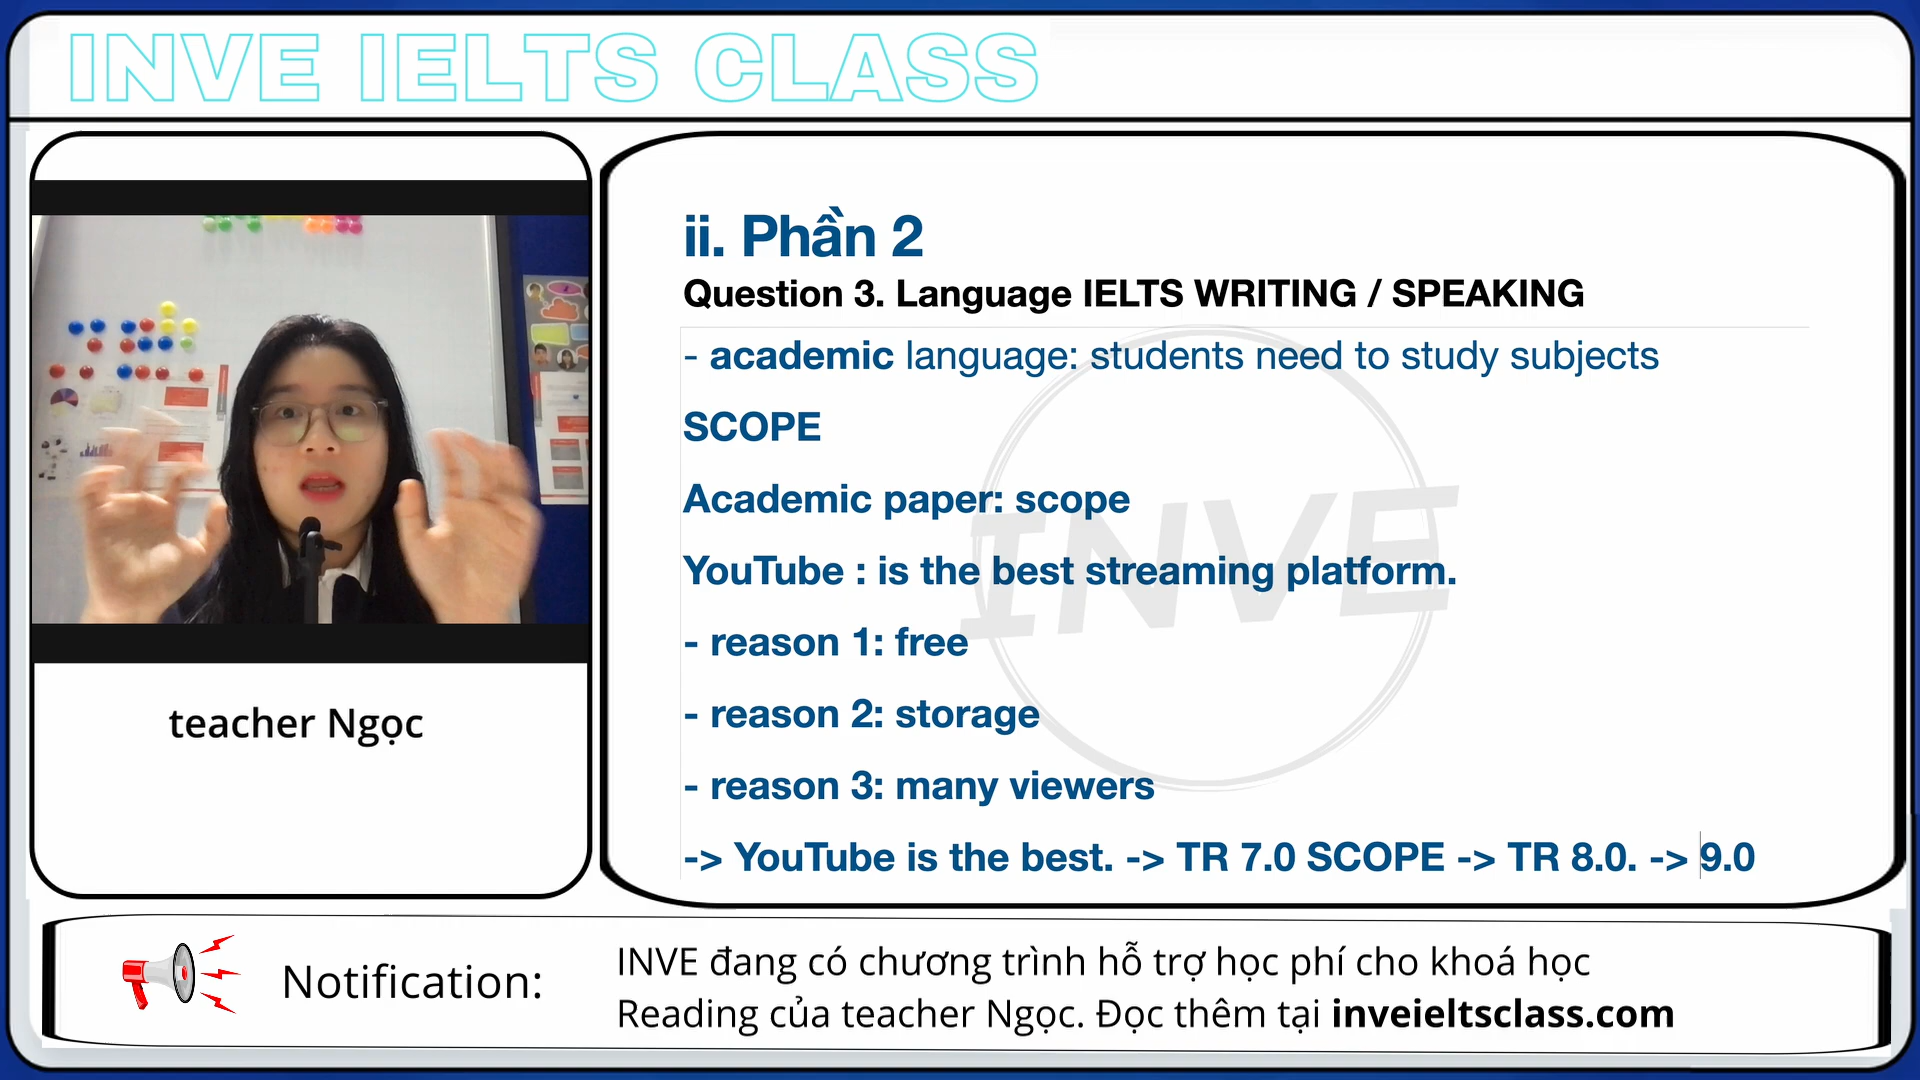 INVE IELTS CLASS
teacher Ngọc
ii. Phần 2
Question 3. Language IELTS WRITING / SPEAKING
- academic language: students need to study subjects
SCOPE
Academic paper: scope
YouTube : is the best streaming platform.
- reason 1: free
- reason 2: storage
- reason 3: many viewers
-> YouTube is the best. -> TR 7.0 SCOPE -> TR 8.0. -> 9.0
INVE
Notification:
INVE đang có chương trình hỗ trợ học phí cho khoá học
Reading của teacher Ngọc. Đọc thêm tại inveieltsclass.com